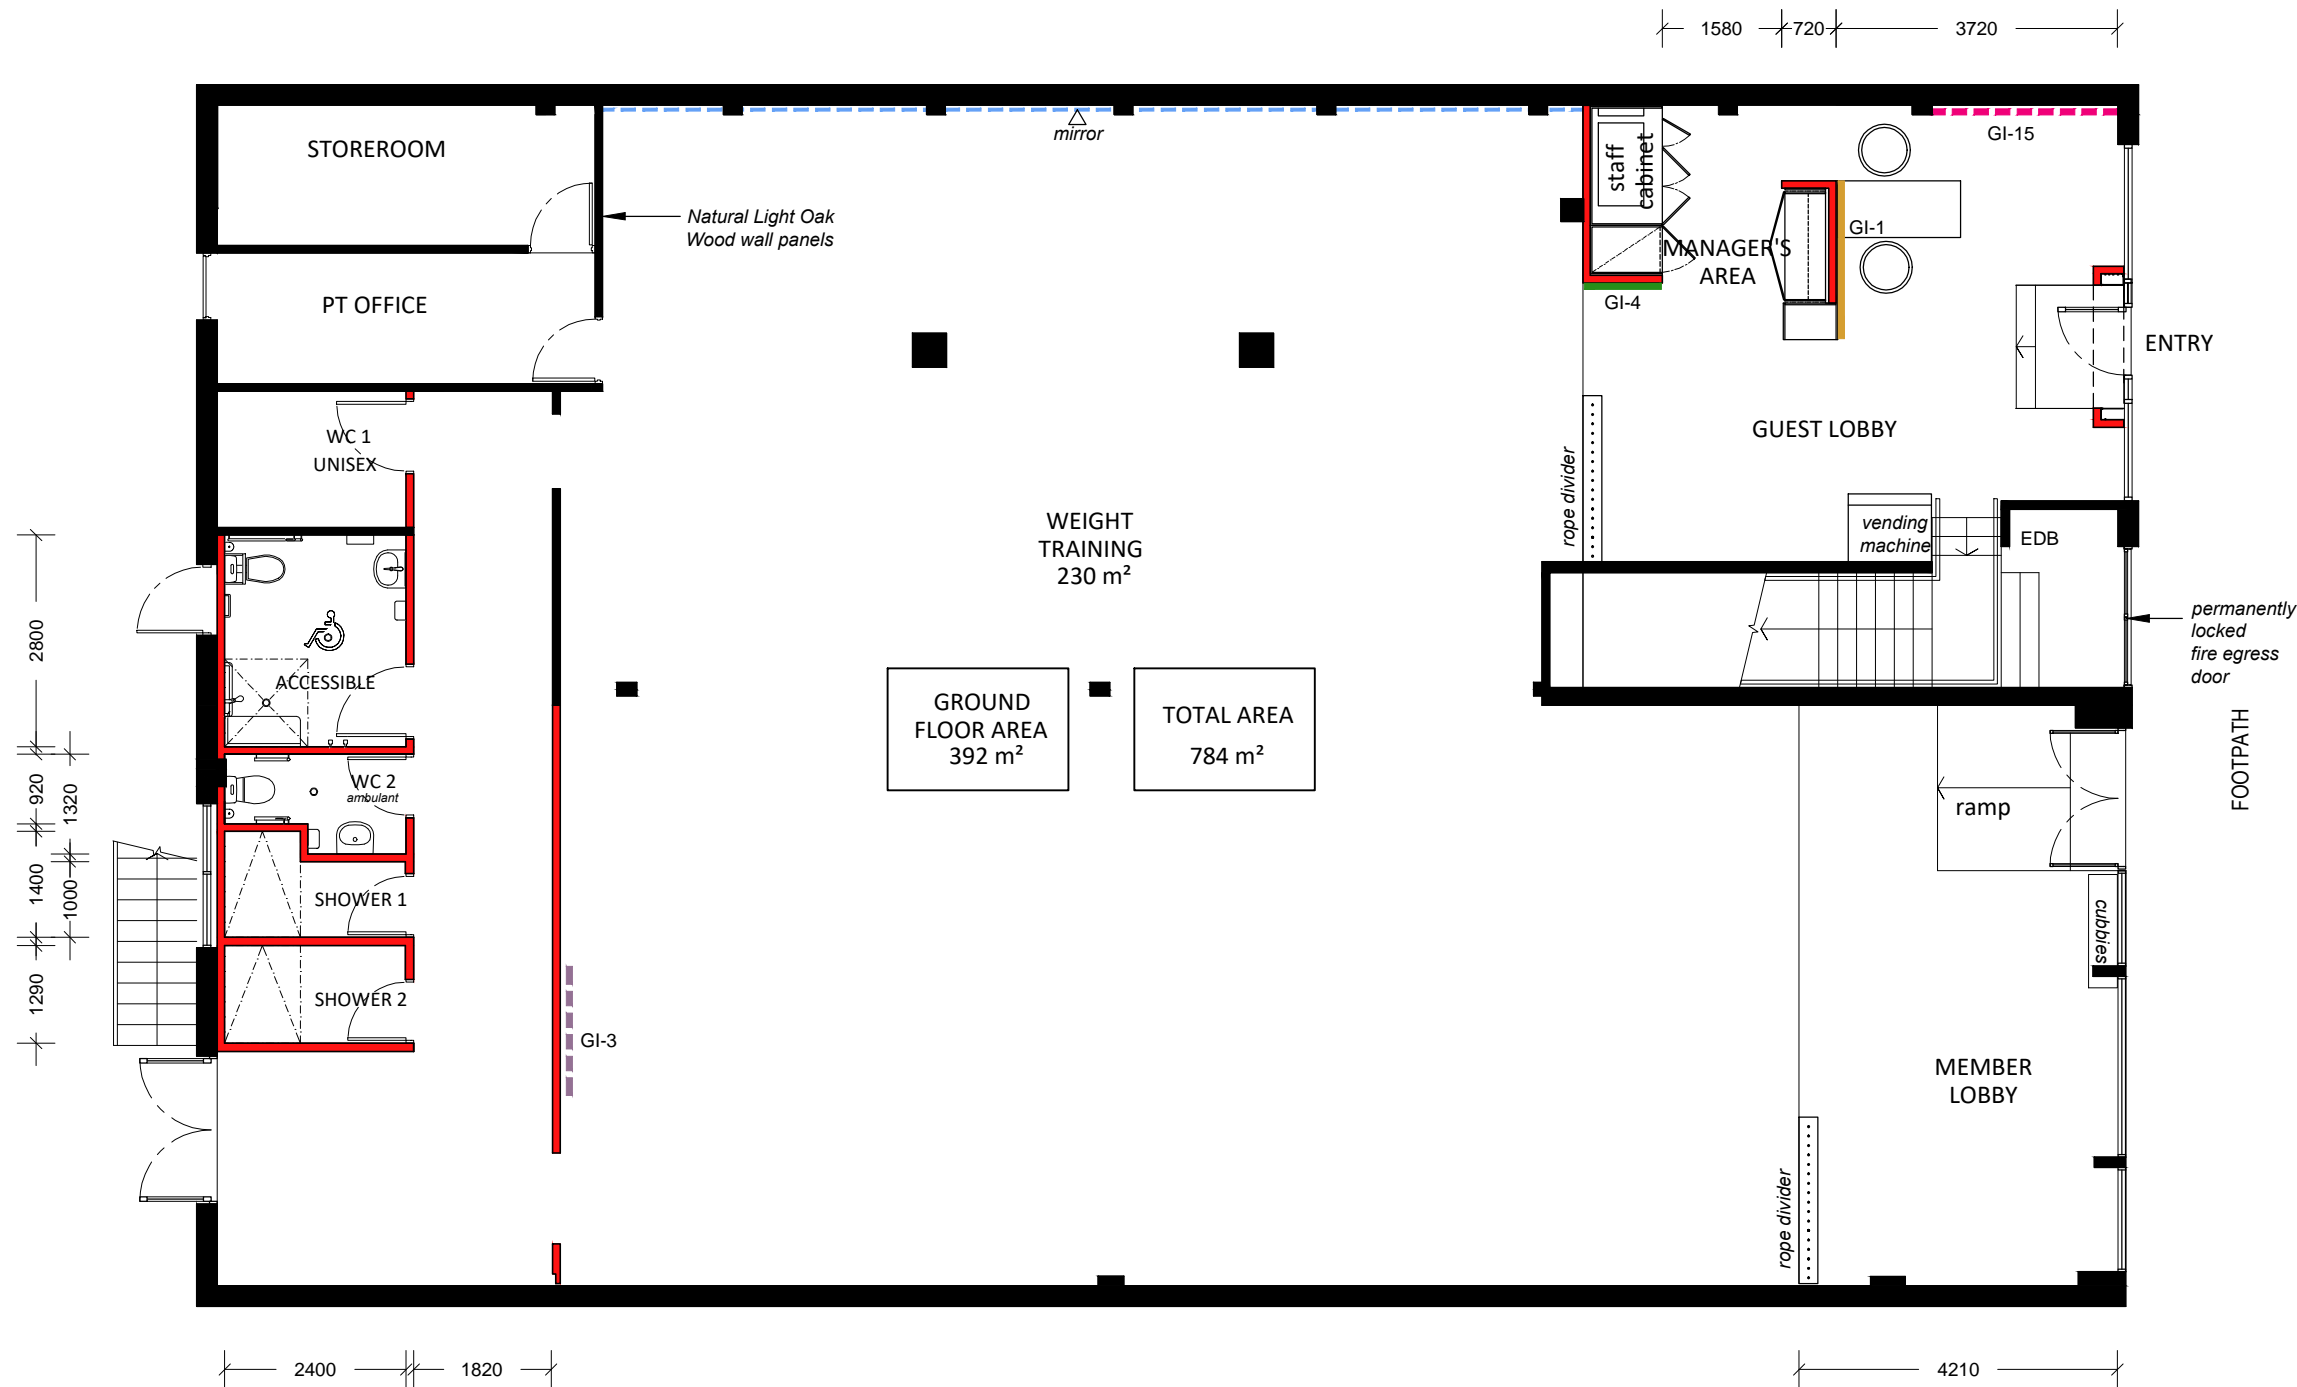 1580
720
3720
STOREROOM
mirror
staff
cabinet
GI-15
Natural Light Oak
Wood wall panels
GI-1
MANAGER'S
AREA
PT OFFICE
GI-4
ENTRY
WC 1
UNISEX
GUEST LOBBY
rope divider
WEIGHT
TRAINING
230 m²
vending
machine
EDB
permanently
locked
fire egress
door
2800
ACCESSIBLE
GROUND
FLOOR AREA
392 m²
TOTAL AREA
784 m²
FOOTPATH
920
1320
WC 2
ambulant
ramp
1400
1000
SHOWER 1
cubbies
1290
SHOWER 2
GI-3
MEMBER
LOBBY
rope divider
2400
1820
4210